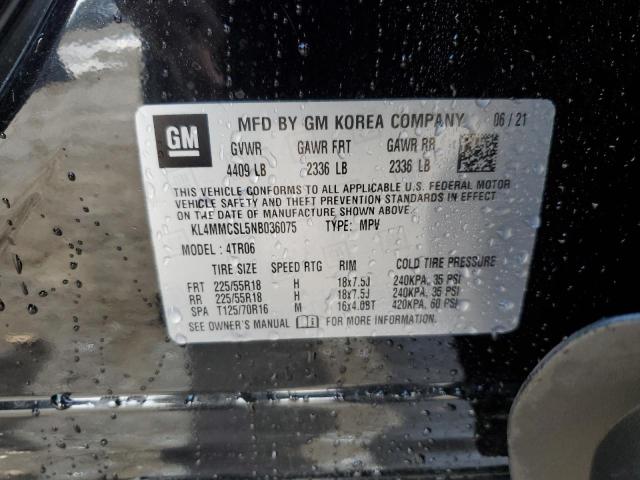 GM
MFD BY GM KOREA COMPANY 06/21
GVWR GAWR FRT GAWR RR
4409 LB 2336 LB 2336 LB
THIS VEHICLE CONFORMS TO ALL APPLICABLE U.S. FEDERAL MOTOR
VEHICLE SAFETY AND THEFT PREVENTION STANDARDS IN EFFECT
ON THE DATE OF MANUFACTURE SHOWN ABOVE.
KL4MMCSL5NB036075 TYPE: MPV
MODEL: 4TR06
TIRE SIZE SPEED RTG RIM COLD TIRE PRESSURE
FRT 225/55R18 H 18x7.5J 240KPA, 35 PSI
RR 225/55R18 H 18x7.5J 240KPA, 35 PSI
SPA T125/70R16 M 16x4.00T 420KPA, 60 PSI
SEE OWNER'S MANUAL FOR MORE INFORMATION.